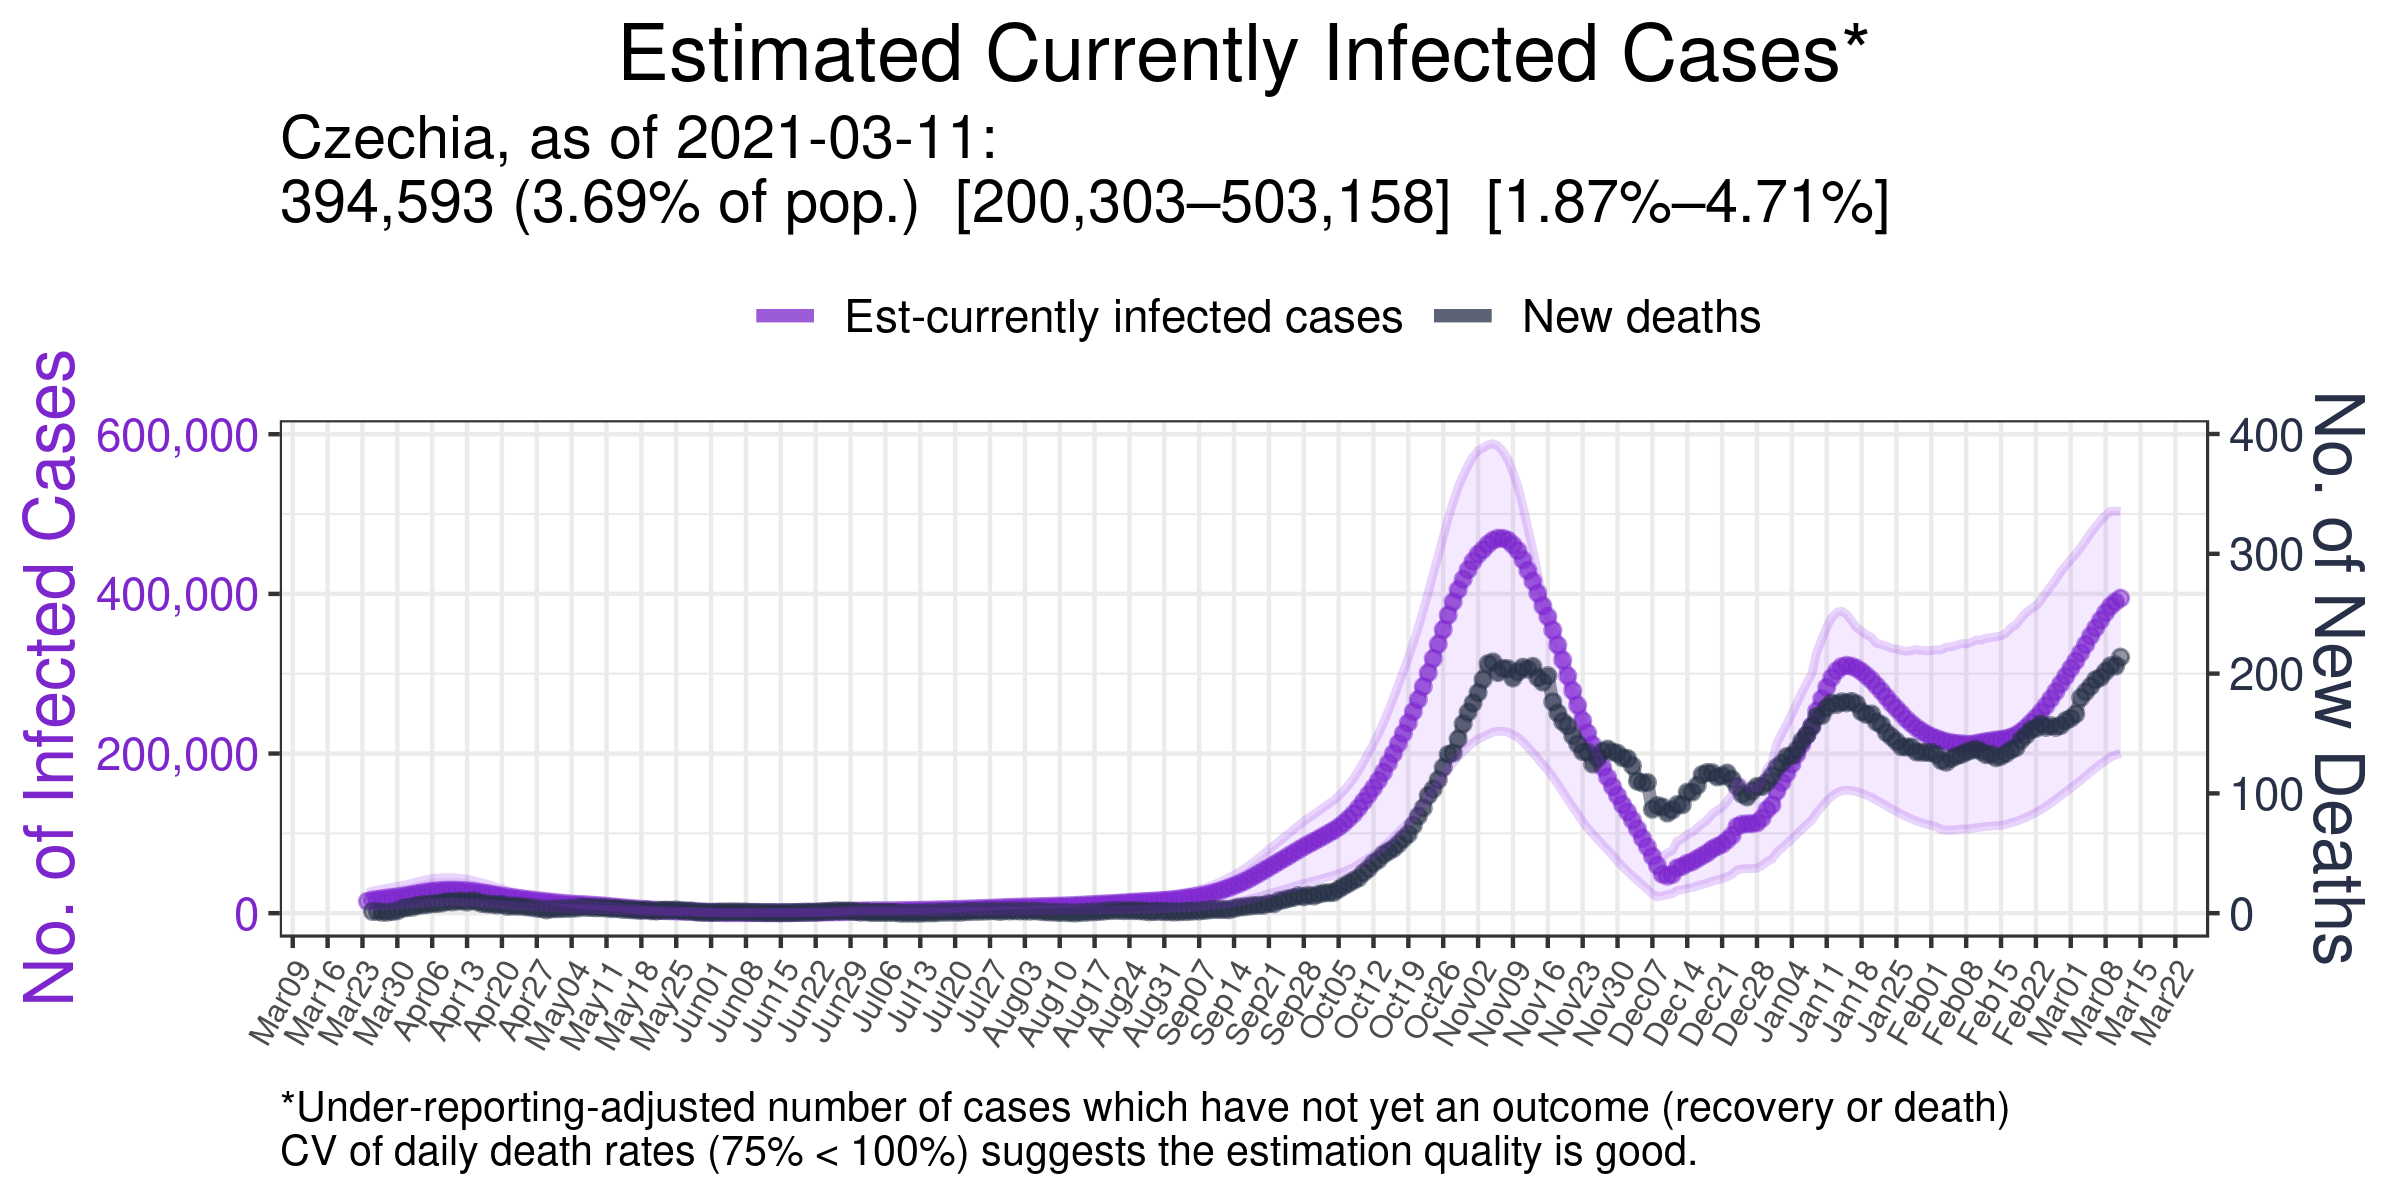 Estimated Currently Infected Cases*
Czechia, as of 2021-03-11:
394,593 (3.69% of pop.) [200,303–503,158] [1.87%–4.71%]
Est-currently infected cases
New deaths
No. of Infected Cases
600,000
400,000
200,000
0
No. of New Deaths
400
300
200
100
0
Mar09
Mar16
Mar23
Mar30
Apr06
Apr13
Apr20
Apr27
May04
May11
May18
May25
Jun01
Jun08
Jun15
Jun22
Jun29
Jul06
Jul13
Jul20
Jul27
Aug03
Aug10
Aug17
Aug24
Aug31
Sep07
Sep14
Sep21
Sep28
Oct05
Oct12
Oct19
Oct26
Nov02
Nov09
Nov16
Nov23
Nov30
Dec07
Dec14
Dec21
Dec28
Jan04
Jan11
Jan18
Jan25
Feb01
Feb08
Feb15
Feb22
Mar01
Mar08
Mar15
Mar22
*Under-reporting-adjusted number of cases which have not yet an outcome (recovery or death)
CV of daily death rates (75% < 100%) suggests the estimation quality is good.